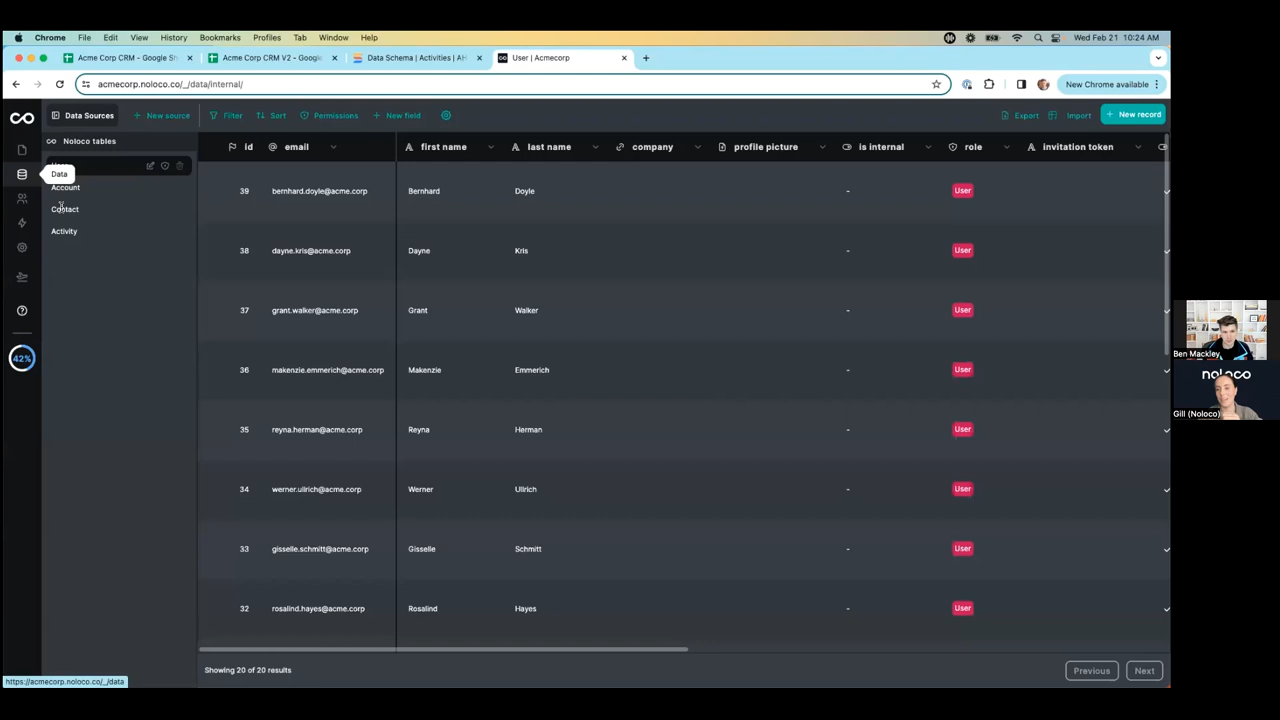 Chrome File Edit View History Bookmarks Profiles Tab Window Help Wed Feb 21 10:24 AM
Acme Corp CRM - Google Sh Acme Corp CRM V2 - Google Data Schema | Activities | AH User | Acmecorp
acmecorp.noloco.co/_/data/internal/ New Chrome available
Data Sources New source Filter Sort Permissions New field Export Import New record
Noloco tables
id email first name last name company profile picture is internal role invitation token
Data
Account
Contact
Activity
39 bernhard.doyle@acme.corp Bernhard Doyle - User
38 dayne.kris@acme.corp Dayne Kris - User
37 grant.walker@acme.corp Grant Walker - User
36 makenzie.emmerich@acme.corp Makenzie Emmerich - User
35 reyna.herman@acme.corp Reyna Herman - User
34 werner.ullrich@acme.corp Werner Ullrich - User
33 gisselle.schmitt@acme.corp Gisselle Schmitt - User
32 rosalind.hayes@acme.corp Rosalind Hayes - User
42%
Showing 20 of 20 results Previous Next
https://acmecorp.noloco.co/_/data
Ben Mackley
noloco
Gill (Noloco)